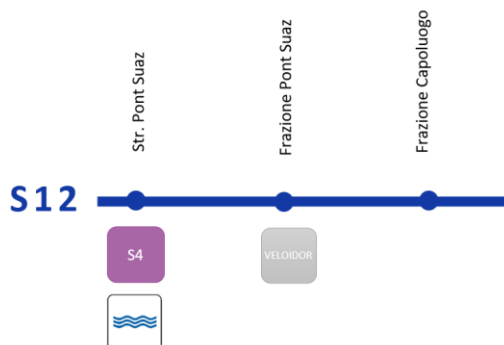 Str. Pont Suaz
Frazione Pont Suaz
Frazione Capoluogo
S12
S4
VELOIDOR